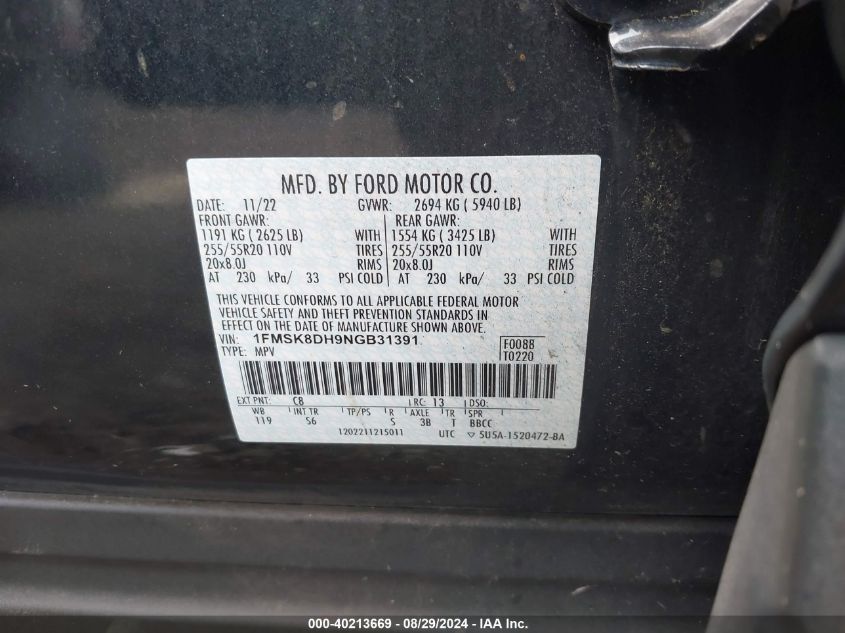 MFD. BY FORD MOTOR CO.
DATE: 11/22 GVWR: 2694 KG ( 5940 LB)
FRONT GAWR: REAR GAWR:
1191 KG ( 2625 LB) WITH 1554 KG ( 3425 LB) WITH
255/55R20 110V TIRES 255/55R20 110V TIRES
20x8.0J RIMS 20x8.0J RIMS
AT 230 kPa/ 33 PSI COLD AT 230 kPa/ 33 PSI COLD
THIS VEHICLE CONFORMS TO ALL APPLICABLE FEDERAL MOTOR
VEHICLE SAFETY AND THEFT PREVENTION STANDARDS IN
EFFECT ON THE DATE OF MANUFACTURE SHOWN ABOVE.
VIN: 1FMSK8DH9NGB31391 F0088
TYPE: MPV T0220
EXT PNT: C8 RC: 13 DSO:
WB INT TR TP/PS R AXLE TR SPR
119 S6 S 3B T BBCC
1202211215011 UTC ▽ 5U5A-1520472-BA
000-40213669 - 08/29/2024 - IAA Inc.